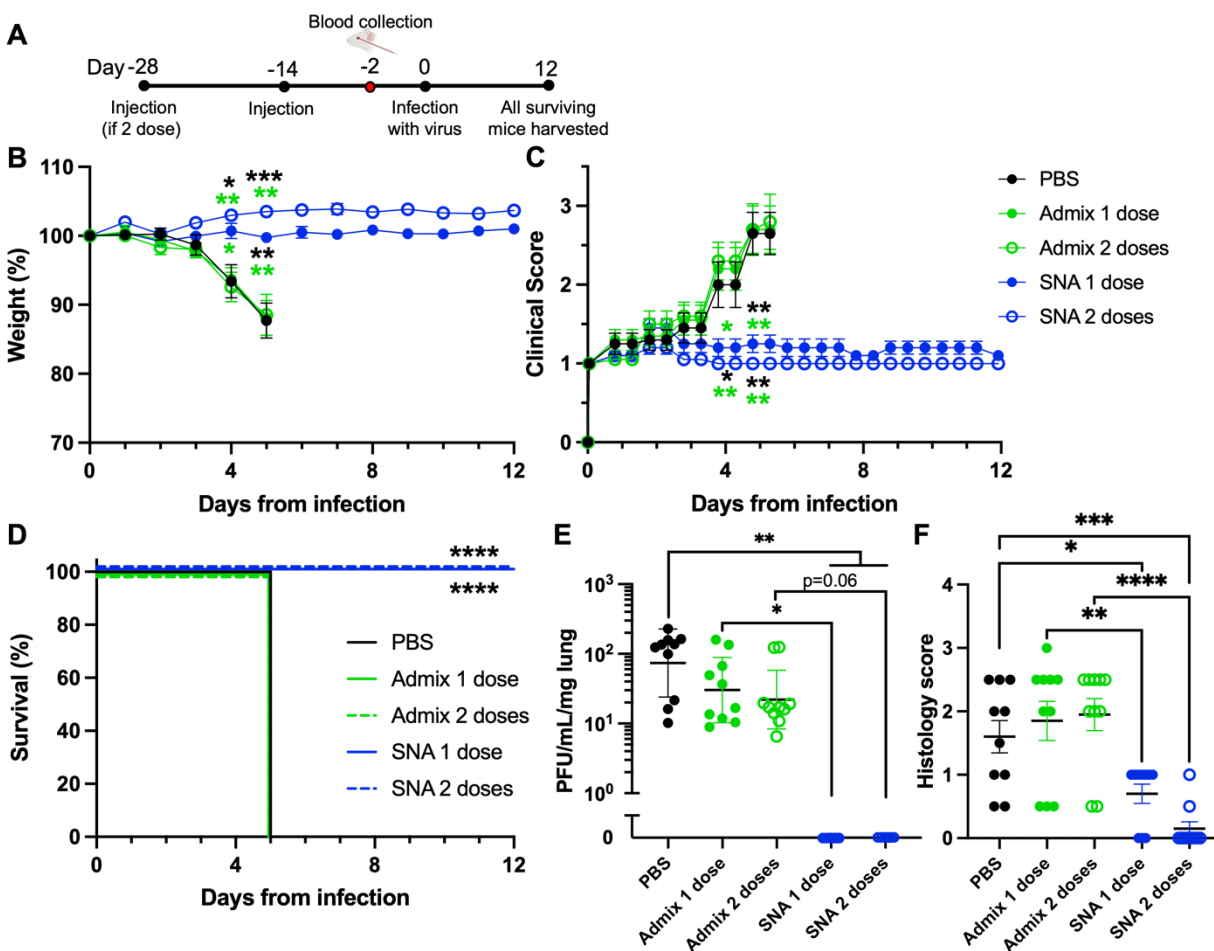 A
Blood collection
Day -28 -14 -2 0 12
Injection (if 2 dose)
Injection
Infection with virus
All surviving mice harvested
B
Weight (%)
110
100
90
80
70
* ***
** **
* **
**
0 4 8 12
Days from infection
C
Clinical Score
3
2
1
0
**
* **
* **
** **
0 4 8 12
Days from infection
PBS
Admix 1 dose
Admix 2 doses
SNA 1 dose
SNA 2 doses
D
Survival (%)
100
80
60
40
20
0
****
****
PBS
Admix 1 dose
Admix 2 doses
SNA 1 dose
SNA 2 doses
0 4 8 12
Days from infection
E
PFU/mL/mg lung
10³
10²
10¹
10⁰
0
**
p=0.06
*
PBS
Admix 1 dose
Admix 2 doses
SNA 1 dose
SNA 2 doses
F
Histology score
4
3
2
1
0
***
*
****
**
PBS
Admix 1 dose
Admix 2 doses
SNA 1 dose
SNA 2 doses